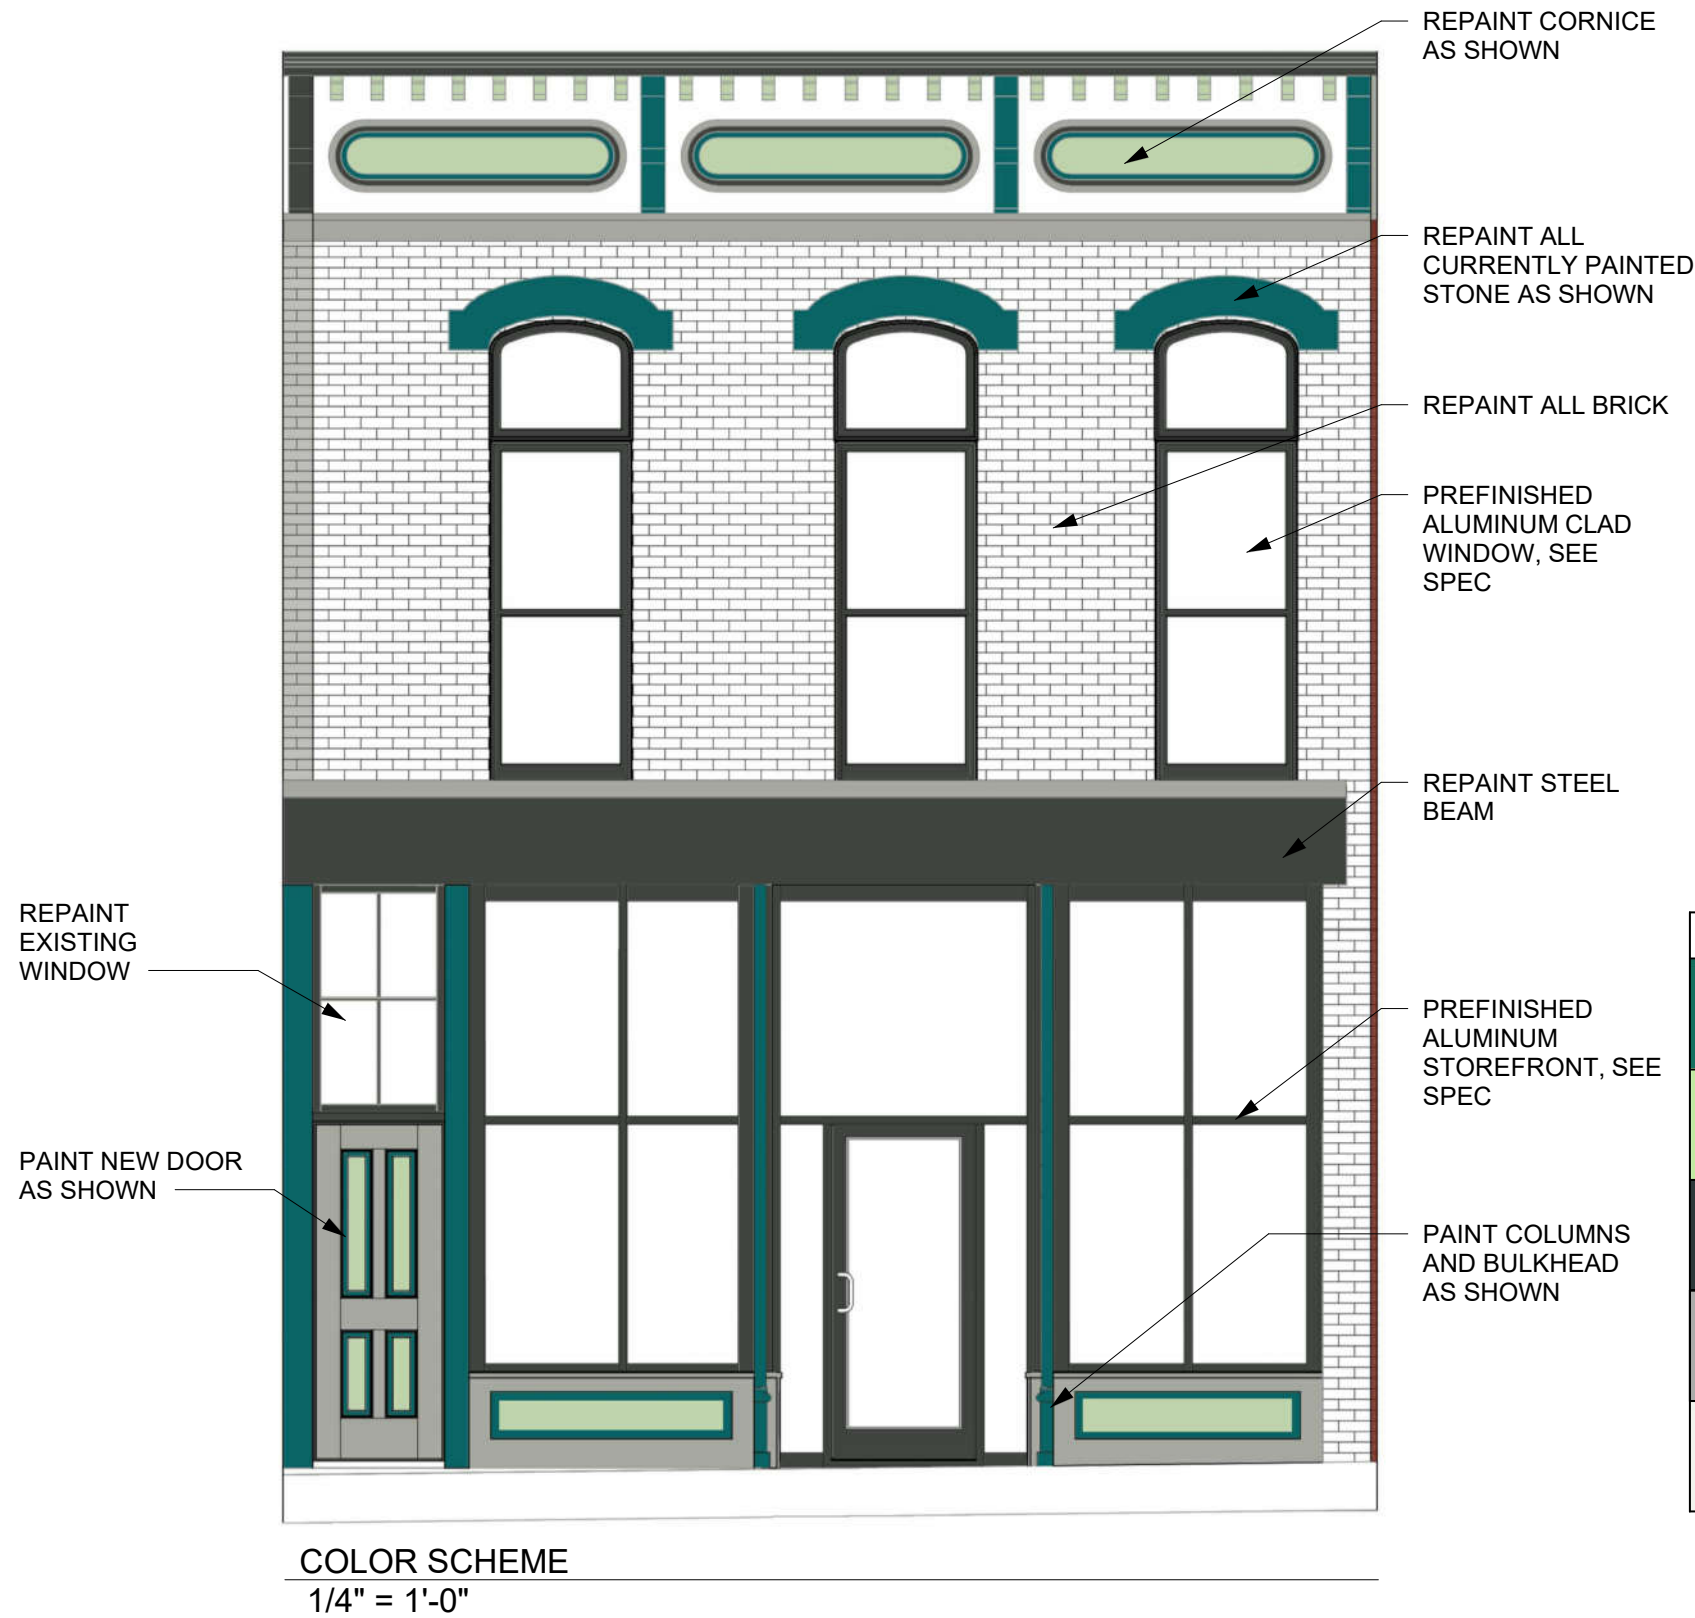 REPAINT CORNICE
AS SHOWN
REPAINT ALL
CURRENTLY PAINTED
STONE AS SHOWN
REPAINT ALL BRICK
PREFINISHED
ALUMINUM CLAD
WINDOW, SEE
SPEC
REPAINT STEEL
BEAM
REPAINT
EXISTING
WINDOW
PREFINISHED
ALUMINUM
STOREFRONT, SEE
SPEC
PAINT NEW DOOR
AS SHOWN
PAINT COLUMNS
AND BULKHEAD
AS SHOWN
COLOR SCHEME
1/4" = 1'-0"